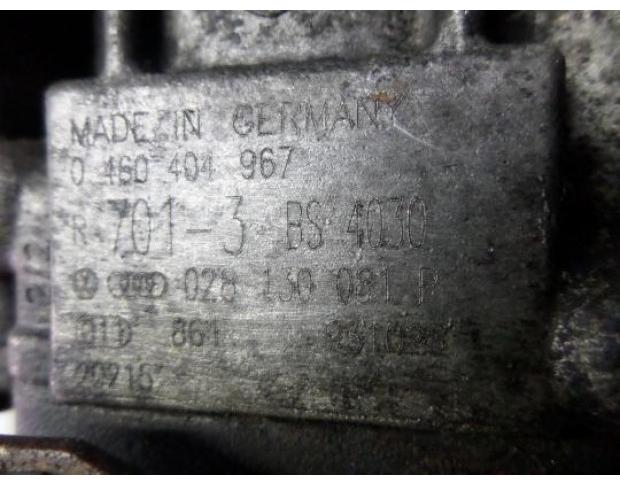 MADE IN GERMANY
0 460 404 967
R 701-3 BS 4030
028 130 081 P
861